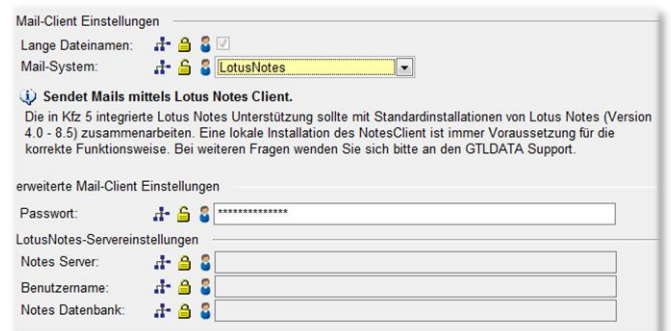 Mail-Client Einstellungen
Lange Dateinamen:
Mail-System: LotusNotes
Sendet Mails mittels Lotus Notes Client.
Die in Kfz 5 integrierte Lotus Notes Unterstützung sollte mit Standardinstallationen von Lotus Notes (Version
4.0 - 8.5) zusammenarbeiten. Eine lokale Installation des NotesClient ist immer Voraussetzung für die
korrekte Funktionsweise. Bei weiteren Fragen wenden Sie sich bitte an den GTLDATA Support.
erweiterte Mail-Client Einstellungen
Passwort: **************
LotusNotes-Servereinstellungen
Notes Server:
Benutzername:
Notes Datenbank: